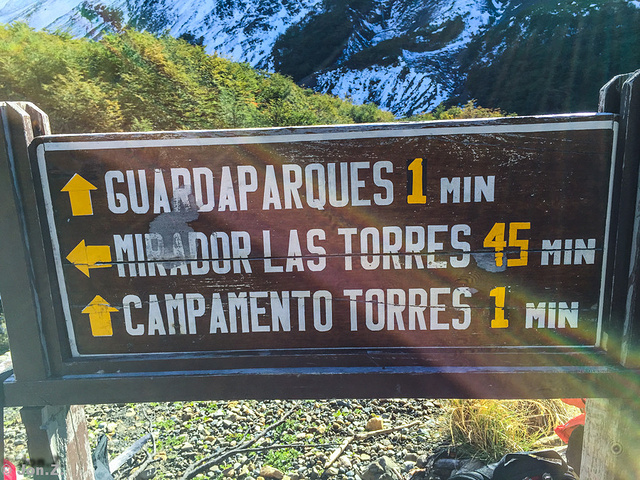 GUARDAPARQUES 1 MIN
MIRADOR LAS TORRES 45 MIN
CAMPAMENTO TORRES 1 MIN